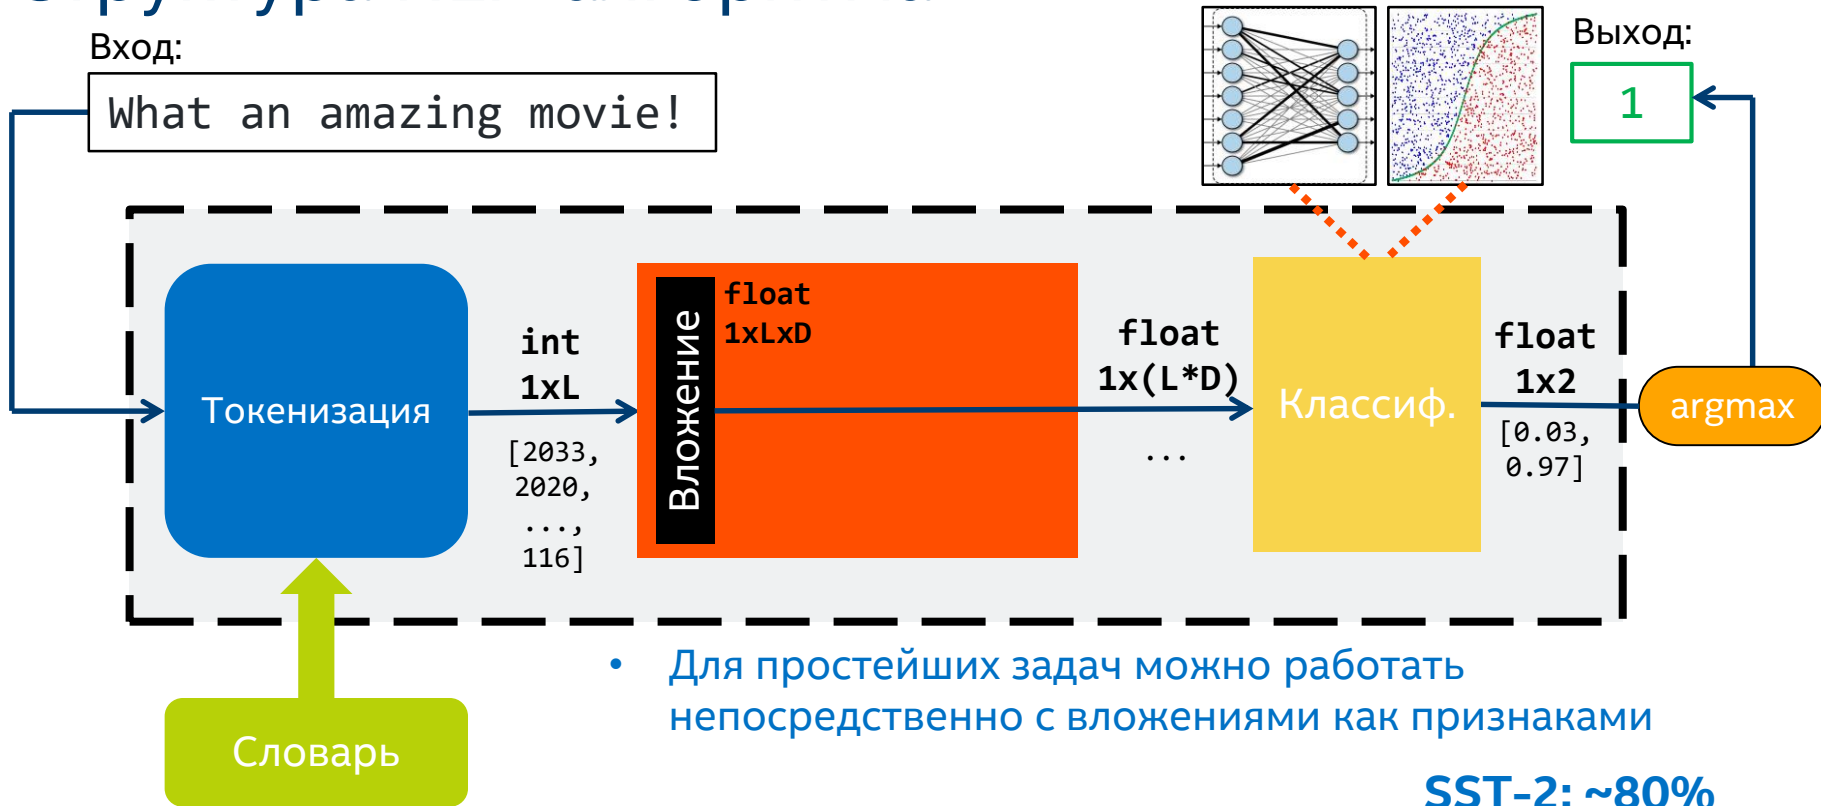 Вход:
What an amazing movie!
Выход:
1
Токенизация
int
1xL
[2033,
2020,
...,
116]
Вложение
float
1xLxD
float
1x(L*D)
...
Классиф.
float
1x2
[0.03,
0.97]
argmax
Словарь
• Для простейших задач можно работать
непосредственно с вложениями как признаками
SST-2: ~80%